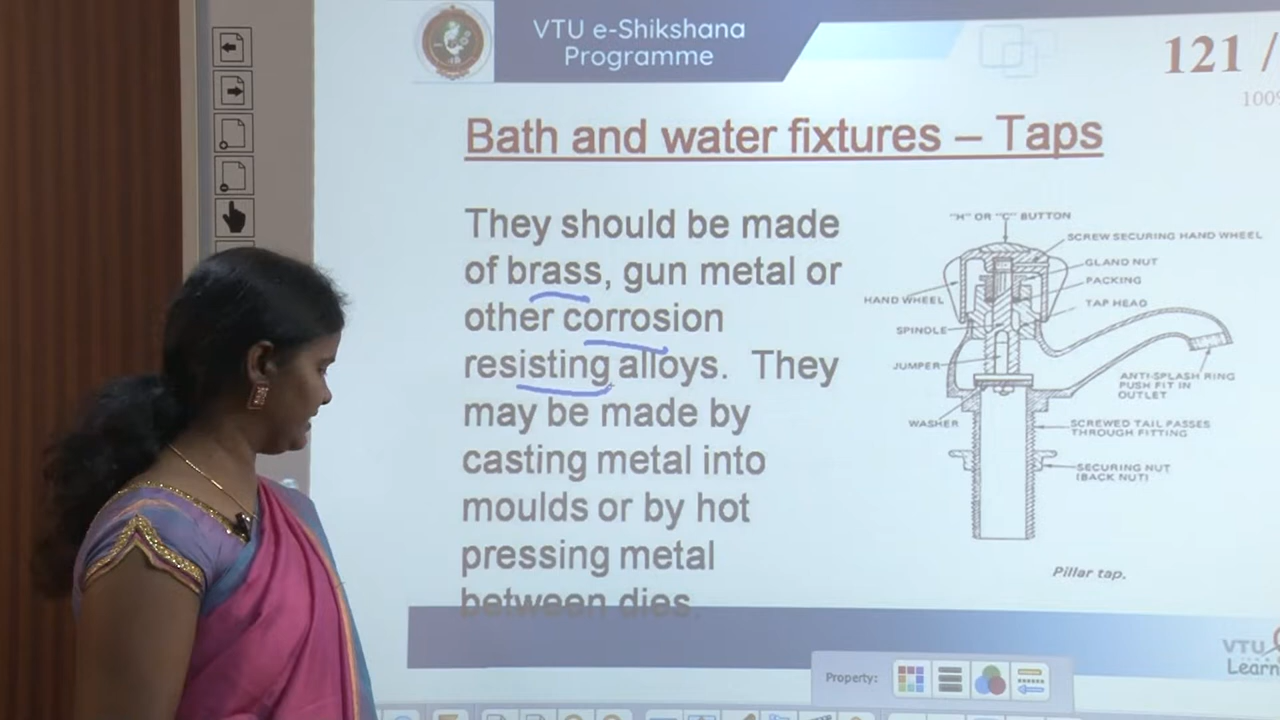 VTU e-Shikshana
Programme
121 /
100%
Bath and water fixtures – Taps
They should be made
of brass, gun metal or
other corrosion
resisting alloys. They
may be made by
casting metal into
moulds or by hot
pressing metal
between dies.
"H" OR "C" BUTTON
SCREW SECURING HAND WHEEL
GLAND NUT
PACKING
HAND WHEEL
TAP HEAD
SPINDLE
JUMPER
ANTI-SPLASH RING
PUSH FIT IN
OUTLET
WASHER
SCREWED TAIL PASSES
THROUGH FITTING
SECURING NUT
(BACK NUT)
Pillar tap.
VTU
Learn
Property: